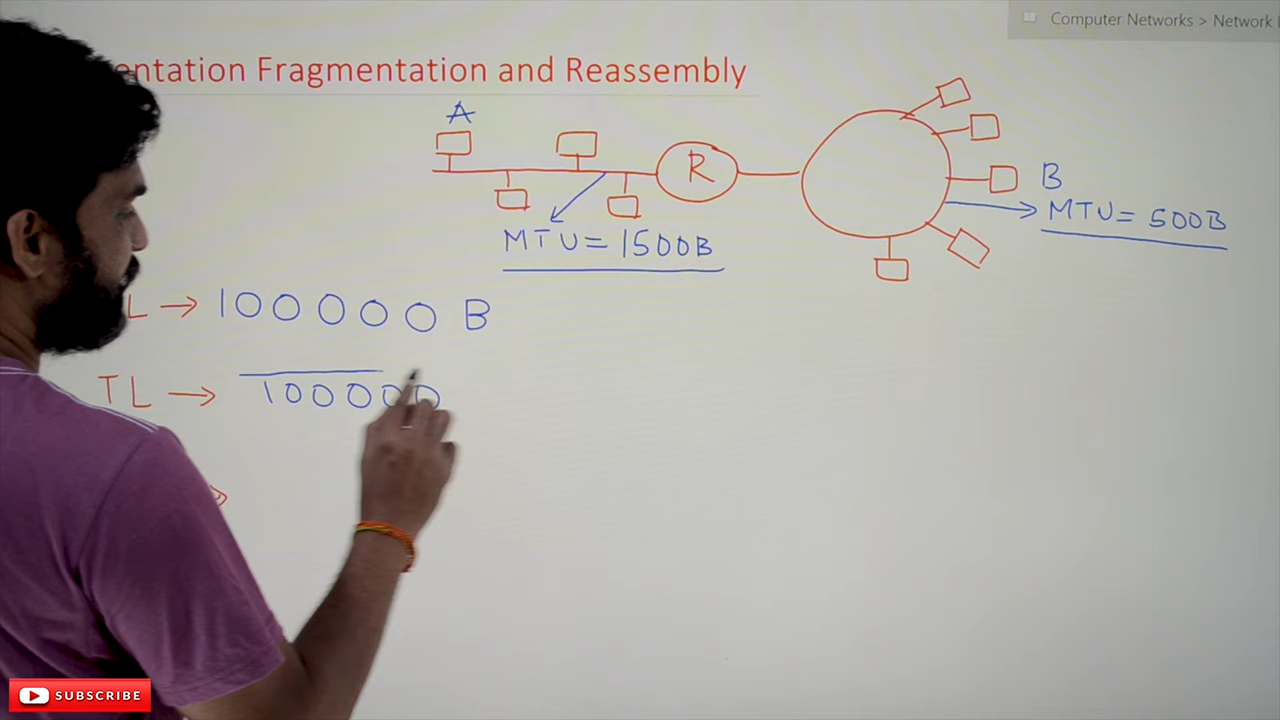 Computer Networks > Network
entation Fragmentation and Reassembly
A
R
B
MTU = 500B
MTU = 1500B
L → 100000 B
TL → 100000
→
SUBSCRIBE